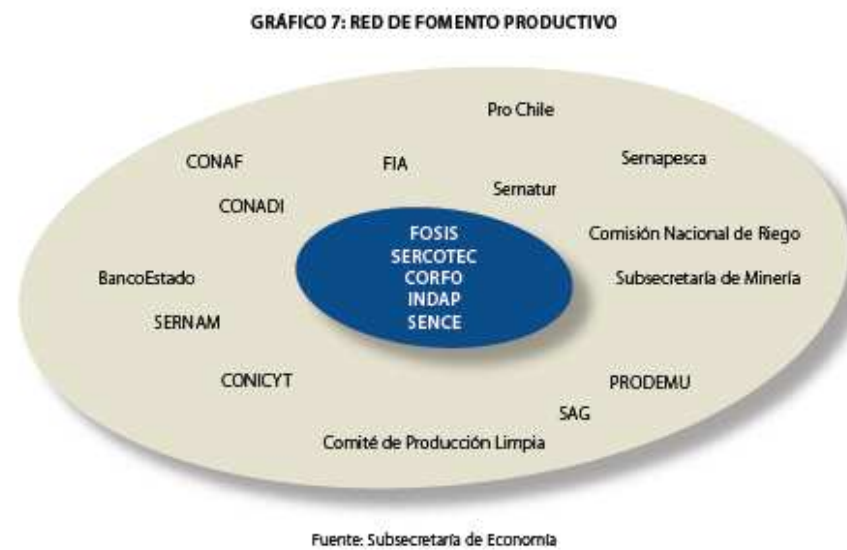 GRÁFICO 7: RED DE FOMENTO PRODUCTIVO
Pro Chile
CONAF
FIA
Sernapesca
Sernatur
CONADI
FOSIS
SERCOTEC
CORFO
INDAP
SENCE
Comisión Nacional de Riego
BancoEstado
Subsecretaría de Minería
SERNAM
CONICYT
PRODEMU
SAG
Comité de Producción Limpia
Fuente: Subsecretaría de Economía